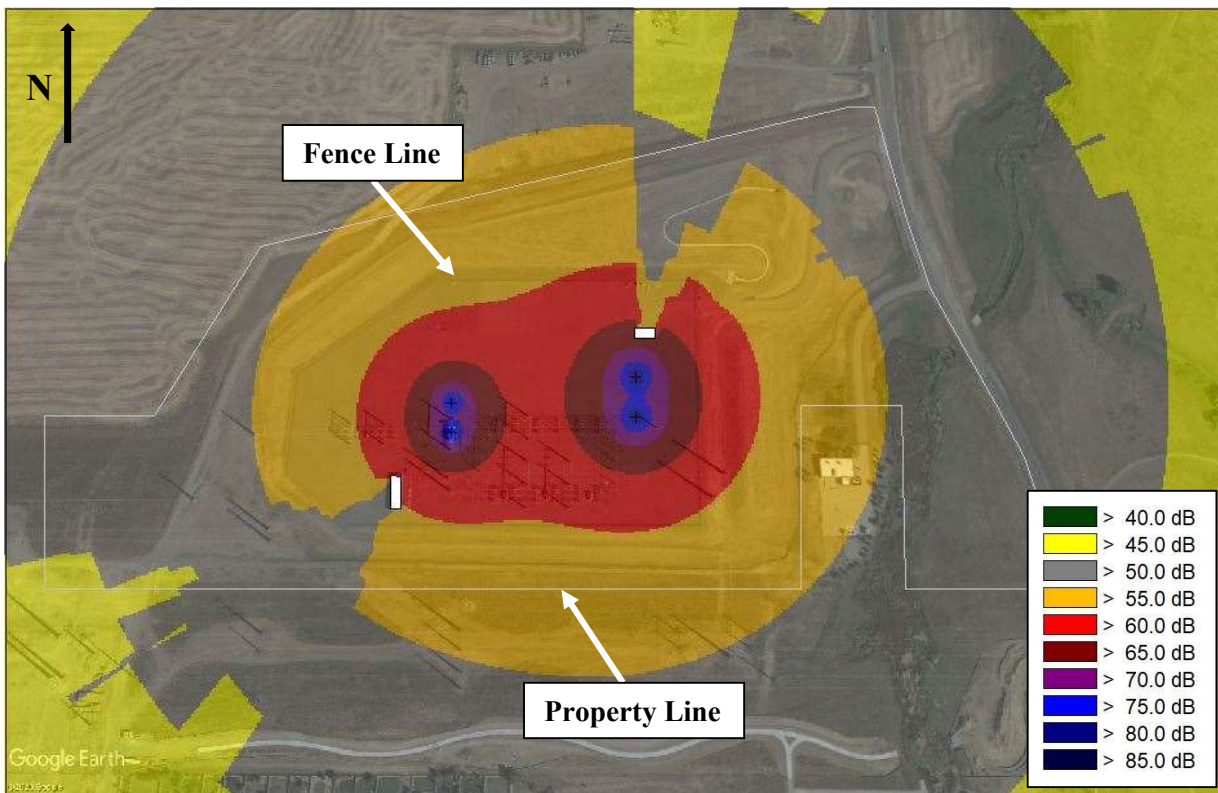 N
Fence Line
Property Line
> 40.0 dB
> 45.0 dB
> 50.0 dB
> 55.0 dB
> 60.0 dB
> 65.0 dB
> 70.0 dB
> 75.0 dB
> 80.0 dB
> 85.0 dB
Google Earth